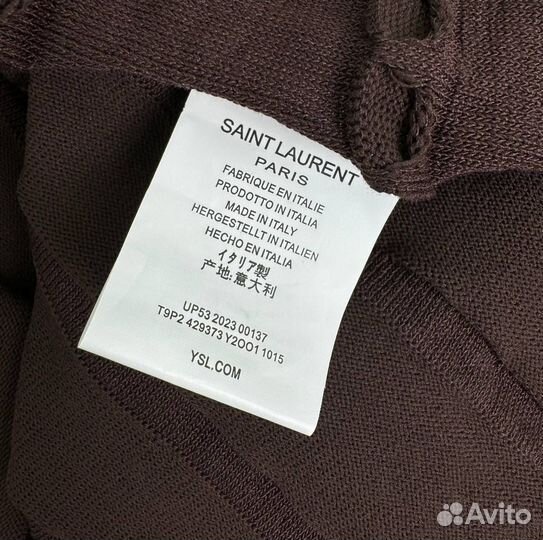 SAINT LAURENT
PARIS
FABRIQUE EN ITALIE
PRODOTTO IN ITALIA
MADE IN ITALY
HERGESTELLT IN ITALIEN
HECHO EN ITALIA
イタリア製
产地:意大利
UP53 2023 00137
T9P2 429373 Y2OO1 1015
YSL.COM
Avito